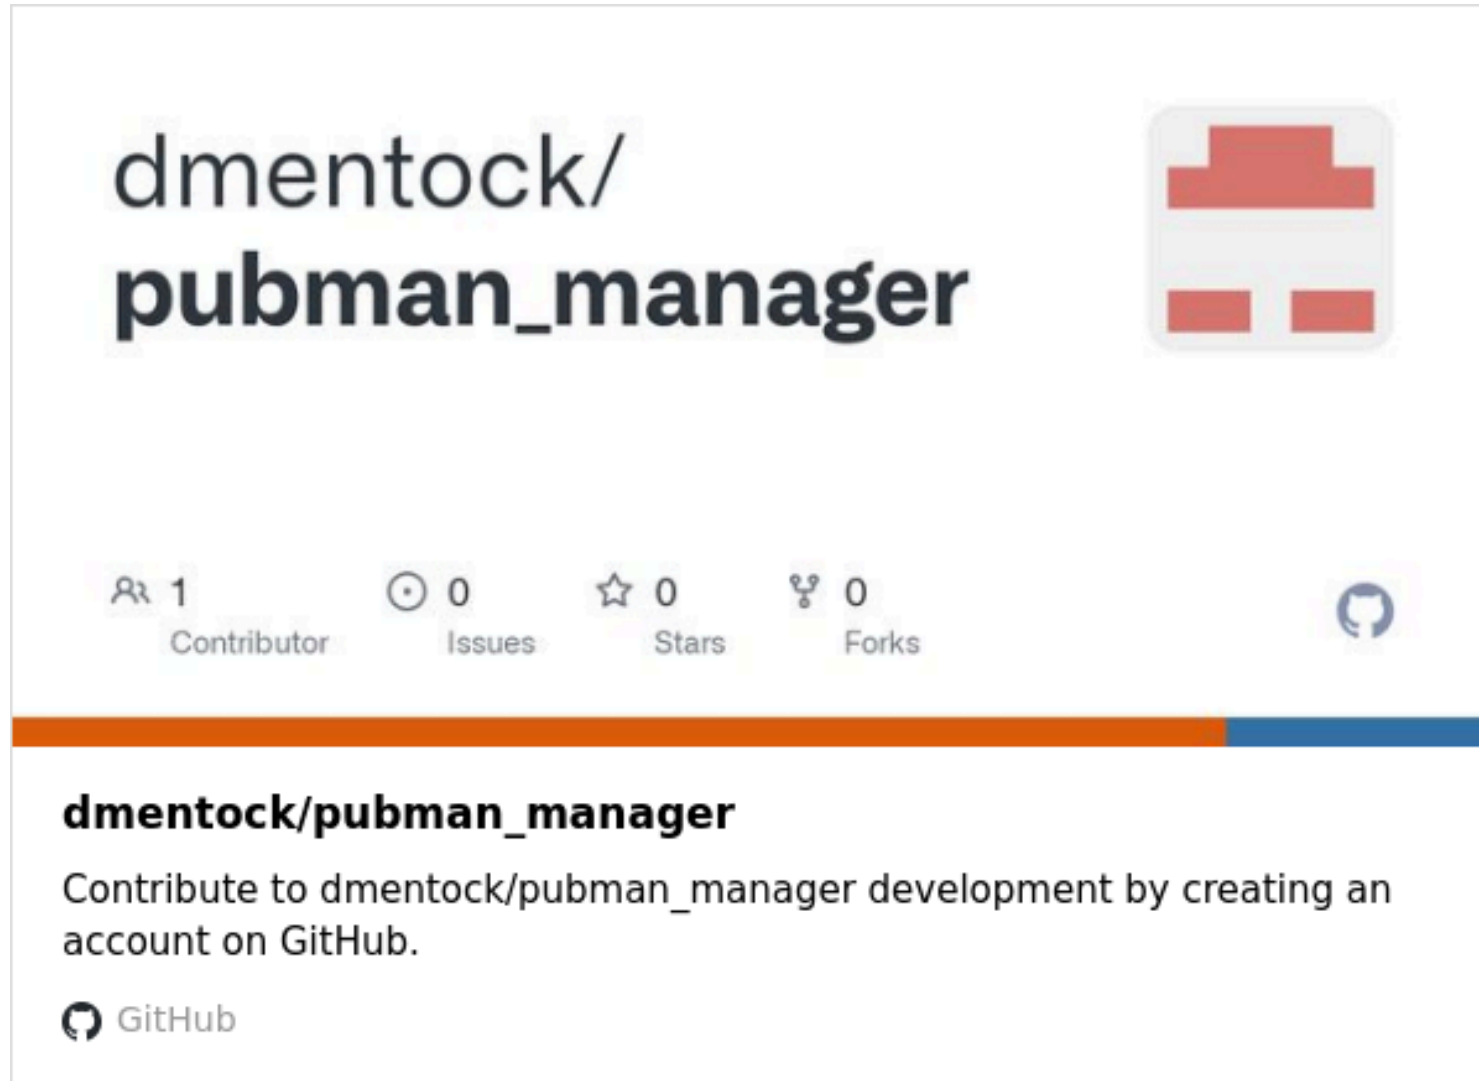 dmentock/
pubman_manager
1
Contributor
0
Issues
0
Stars
0
Forks
dmentock/pubman_manager
Contribute to dmentock/pubman_manager development by creating an
account on GitHub.
GitHub